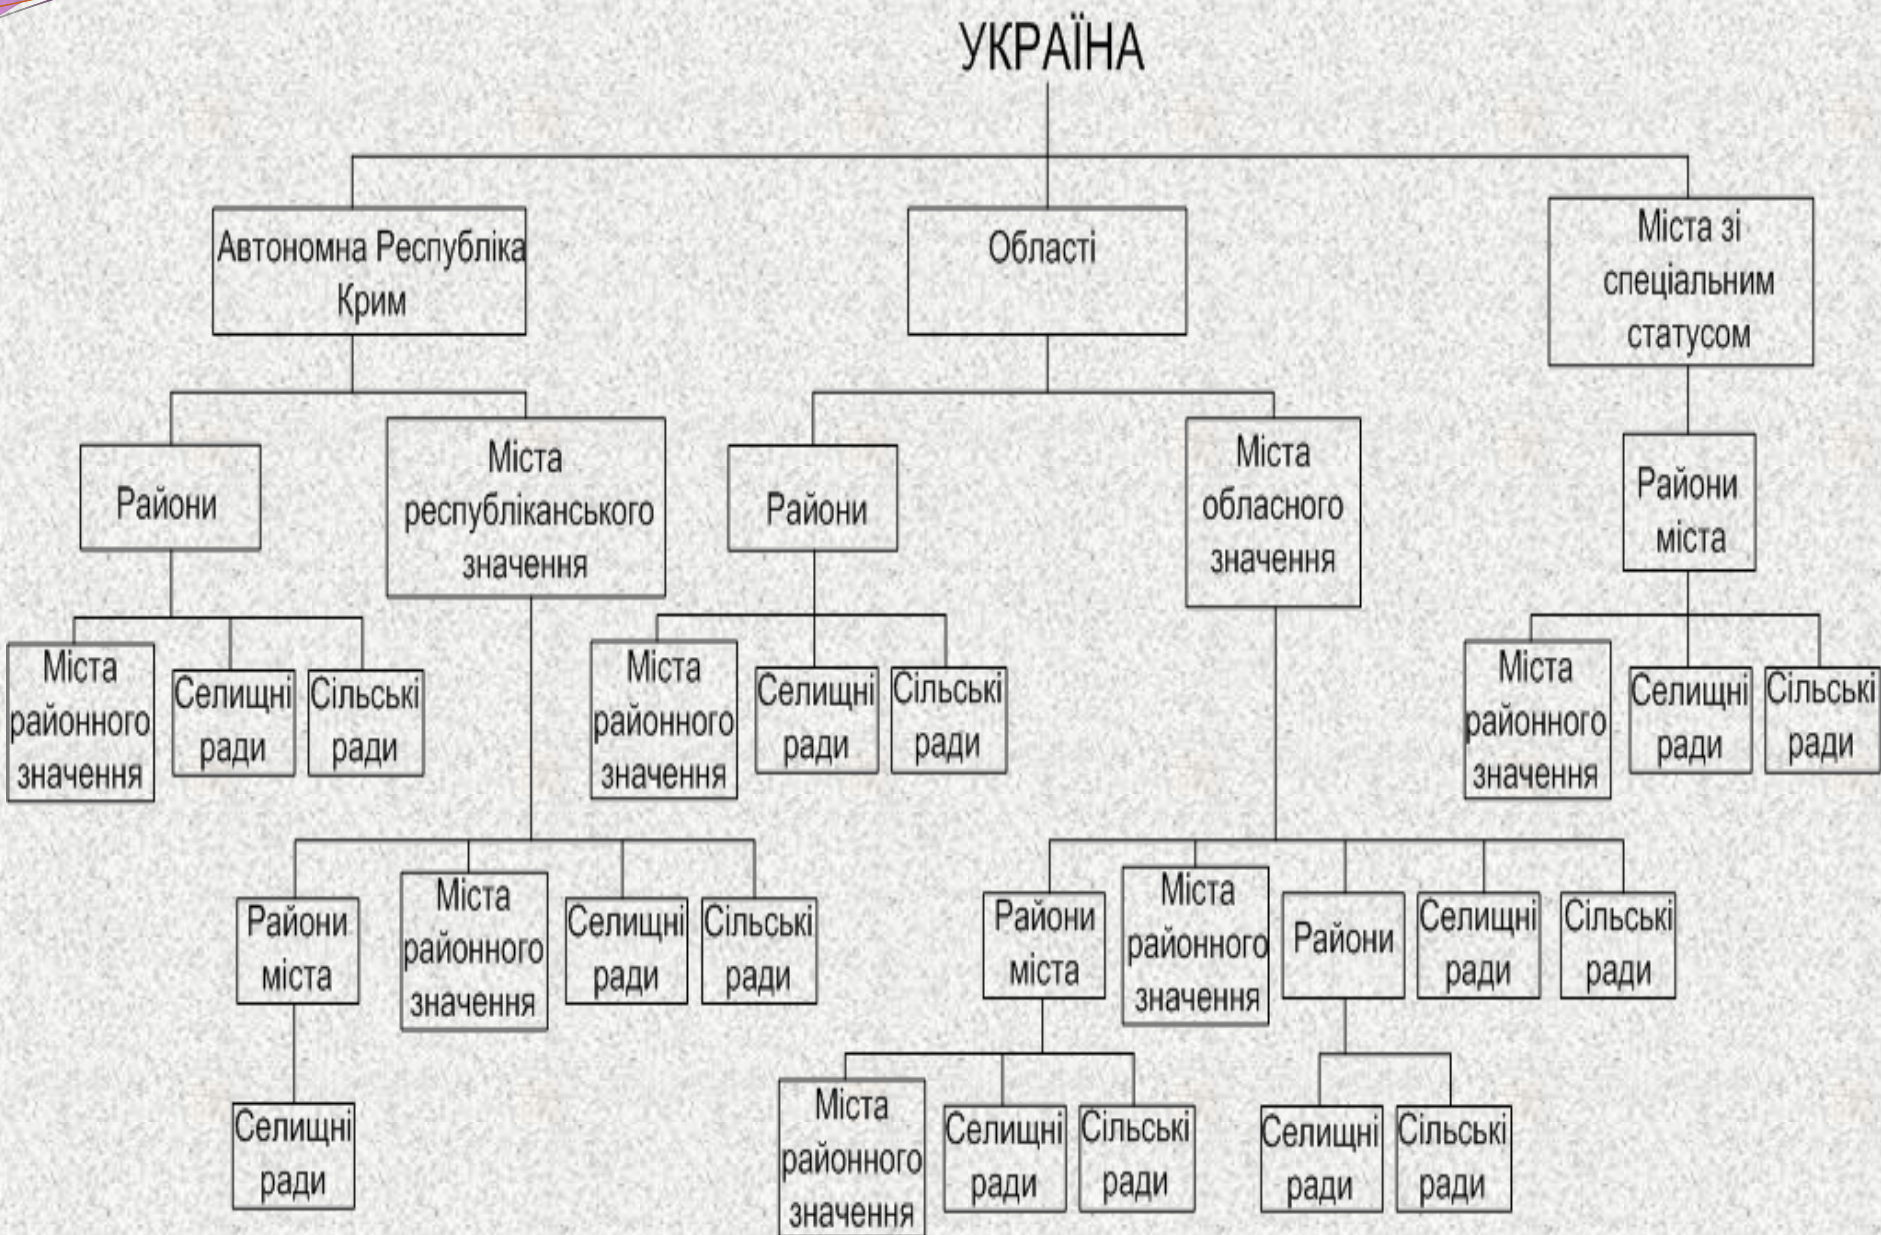 УКРАЇНА
Автономна Республіка
Крим
Області
Міста зі
спеціальним
статусом
Райони
Міста
республіканського
значення
Райони
Міста
обласного
значення
Райони
міста
Міста
районного
значення
Селищні
ради
Сільські
ради
Міста
районного
значення
Селищні
ради
Сільські
ради
Міста
районного
значення
Селищні
ради
Сільські
ради
Райони
міста
Міста
районного
значення
Селищні
ради
Сільські
ради
Райони
міста
Міста
районного
значення
Райони
Селищні
ради
Сільські
ради
Селищні
ради
Міста
районного
значення
Селищні
ради
Сільські
ради
Селищні
ради
Сільські
ради